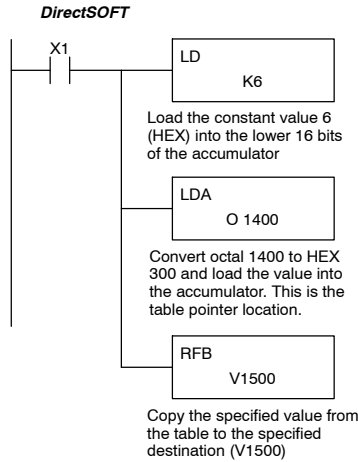 DirectSOFT
X1
LD
K6
Load the constant value 6
(HEX) into the lower 16 bits
of the accumulator
LDA
O 1400
Convert octal 1400 to HEX
300 and load the value into
the accumulator. This is the
table pointer location.
RFB
V1500
Copy the specified value from
the table to the specified
destination (V1500)